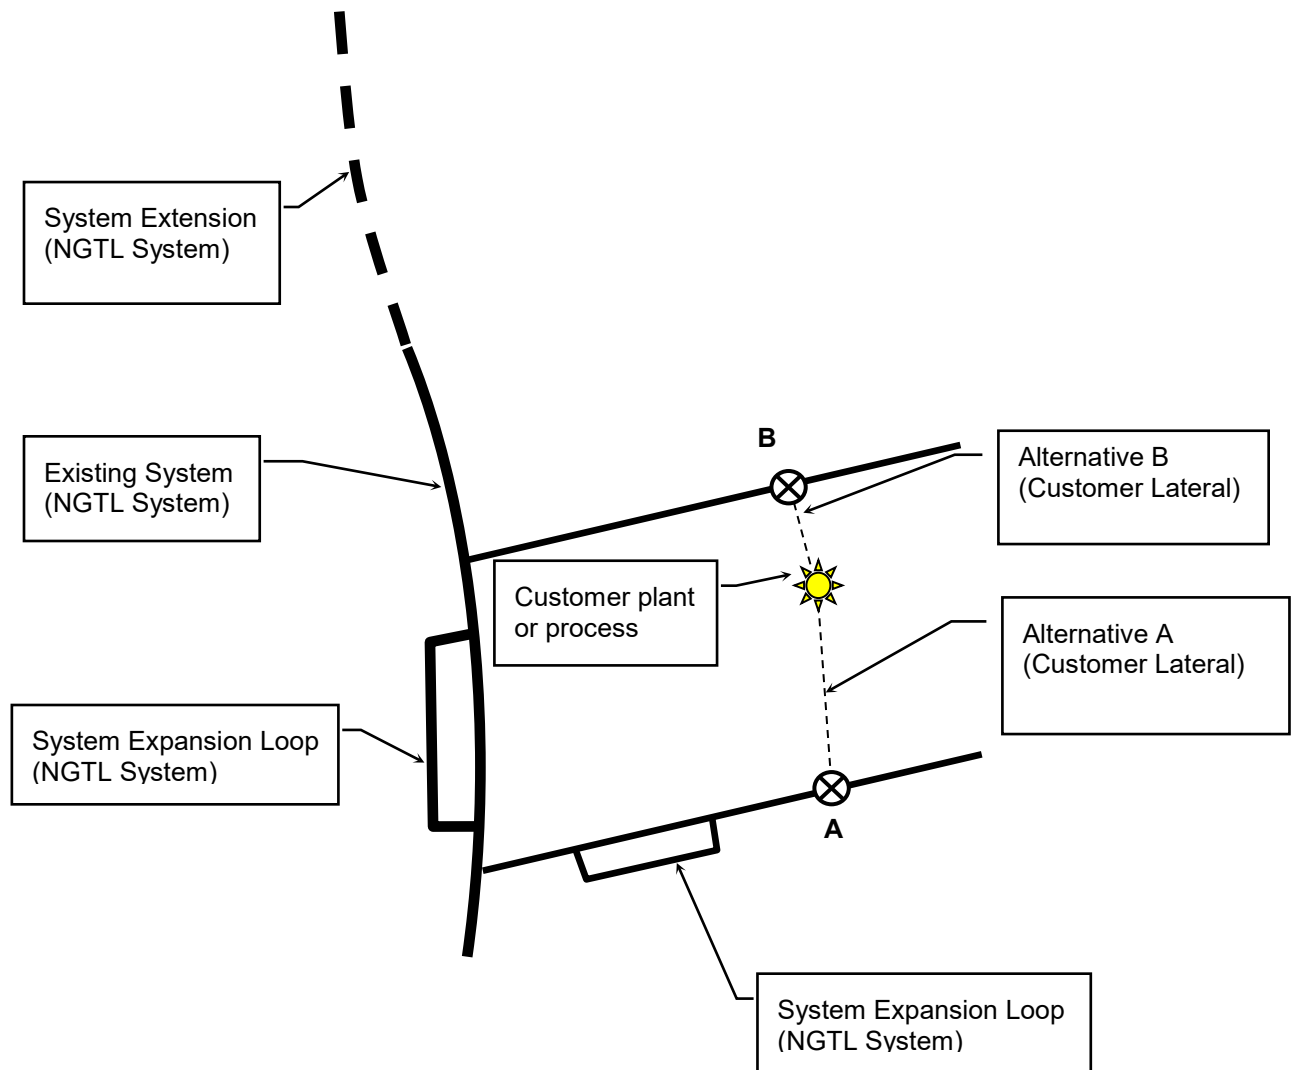 System Extension
(NGTL System)
B
Existing System
(NGTL System)
Alternative B
(Customer Lateral)
Customer plant
or process
Alternative A
(Customer Lateral)
System Expansion Loop
(NGTL System)
A
System Expansion Loop
(NGTL System)